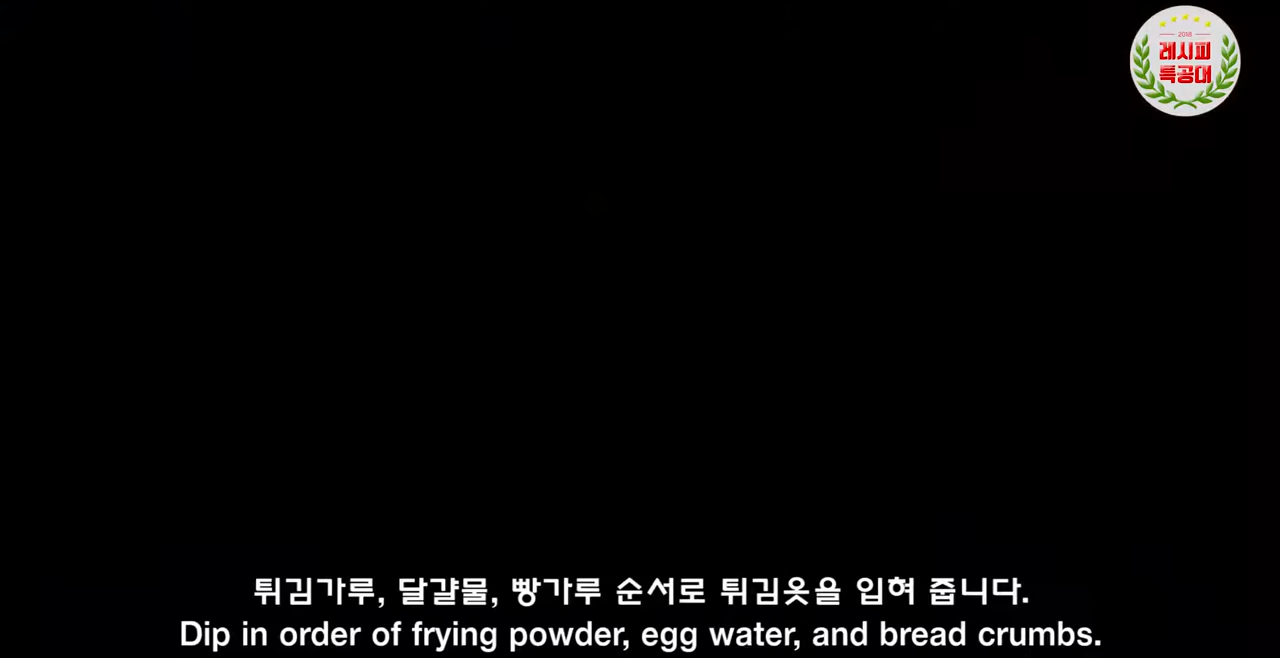 2018
레시피
특공대
튀김가루, 달걀물, 빵가루 순서로 튀김옷을 입혀 줍니다.
Dip in order of frying powder, egg water, and bread crumbs.